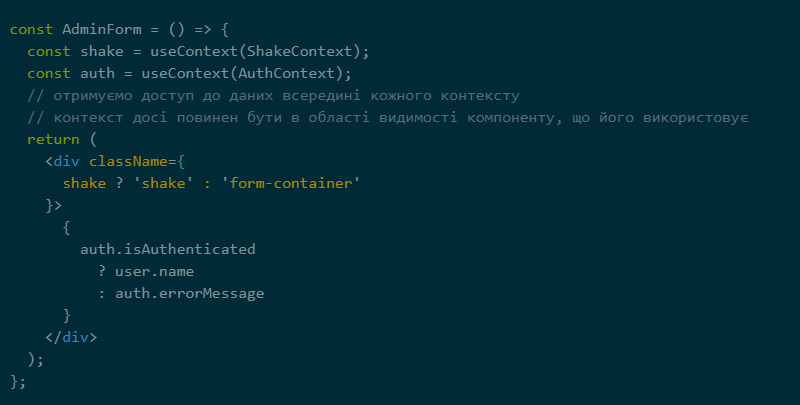 const AdminForm = () => {
  const shake = useContext(ShakeContext);
  const auth = useContext(AuthContext);
  // отримуємо доступ до даних всередині кожного контексту
  // контекст досі повинен бути в області видимості компоненту, що його використовує
  return (
    <div className={
      shake ? 'shake' : 'form-container'
    }>
      {
        auth.isAuthenticated
          ? user.name
          : auth.errorMessage
      }
    </div>
  );
};